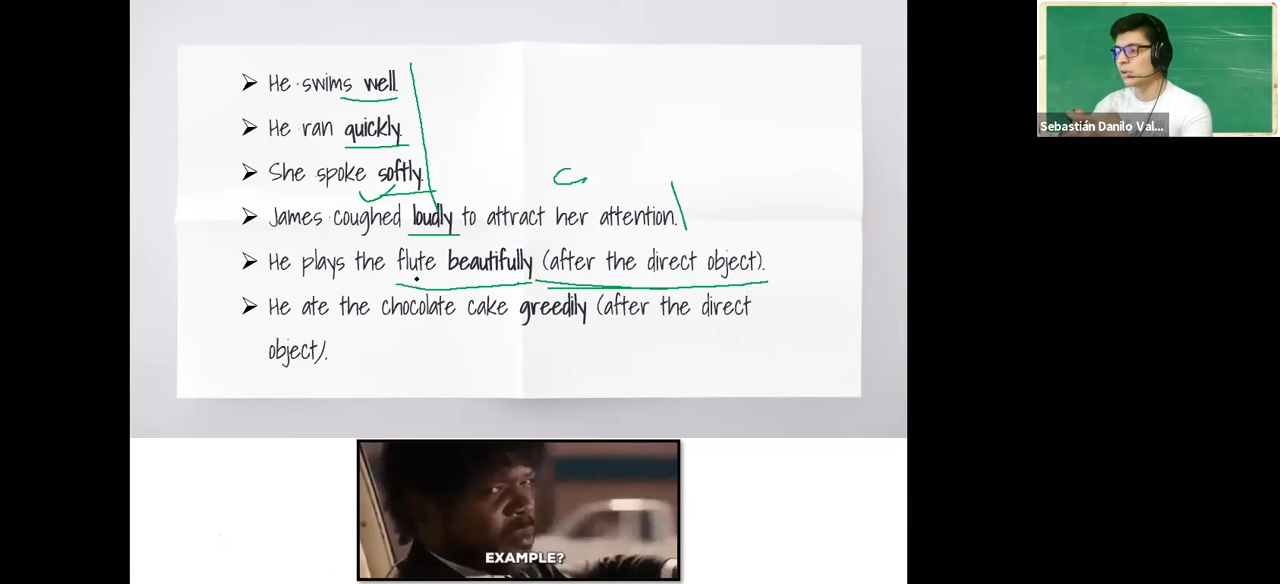 He swims well.
He ran quickly.
She spoke softly.
James coughed loudly to attract her attention.
He plays the flute beautifully (after the direct object).
He ate the chocolate cake greedily (after the direct
object).
Sebastián Danilo Val...
EXAMPLE?